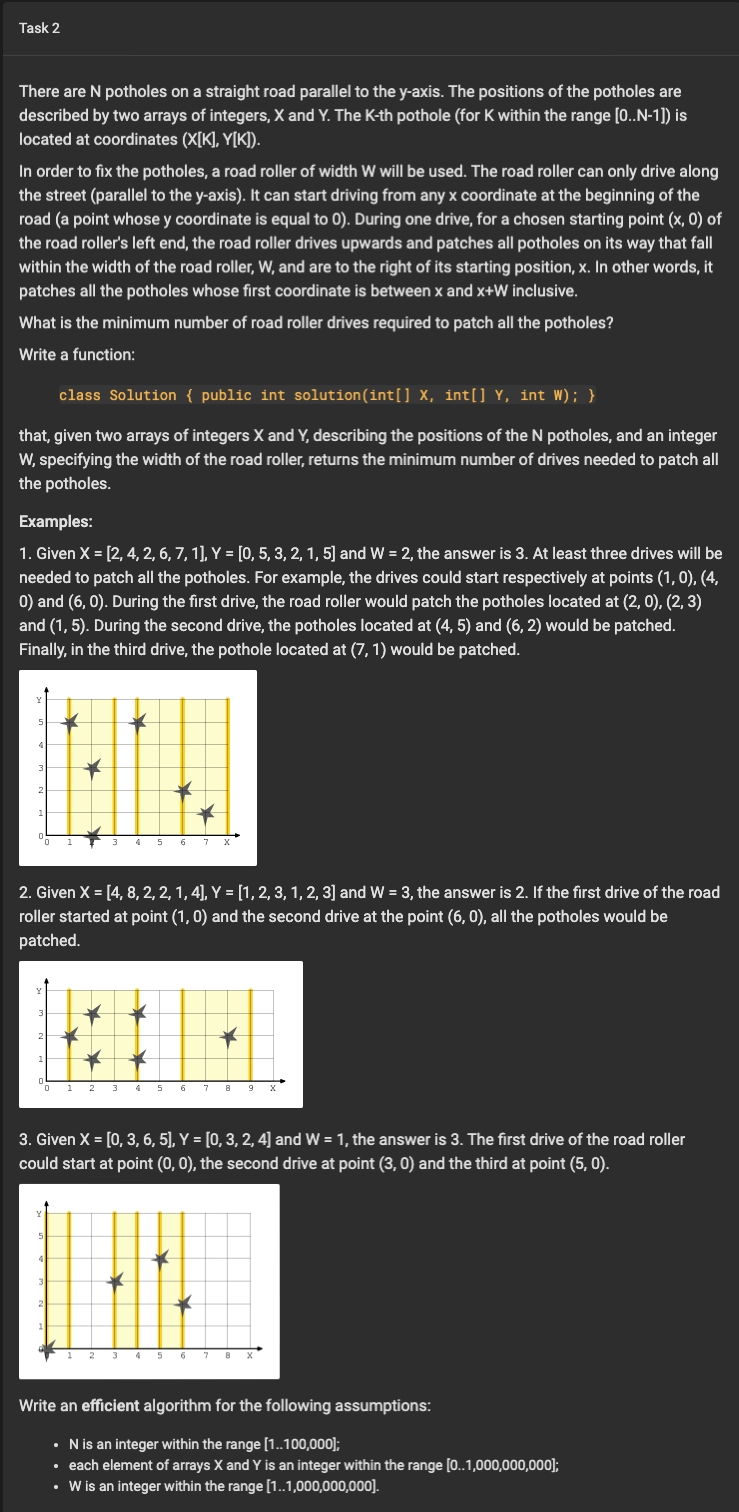 Task 2
There are N potholes on a straight road parallel to the y-axis. The positions of the potholes are
described by two arrays of integers, X and Y. The K-th pothole (for K within the range [0..N-1]) is
located at coordinates (X[K], Y[K]).
In order to fix the potholes, a road roller of width W will be used. The road roller can only drive along
the street (parallel to the y-axis). It can start driving from any x coordinate at the beginning of the
road (a point whose y coordinate is equal to 0). During one drive, for a chosen starting point (x, 0) of
the road roller's left end, the road roller drives upwards and patches all potholes on its way that fall
within the width of the road roller, W, and are to the right of its starting position, x. In other words, it
patches all the potholes whose first coordinate is between x and x+W inclusive.
What is the minimum number of road roller drives required to patch all the potholes?
Write a function:
class Solution { public int solution(int[] X, int[] Y, int W); }
that, given two arrays of integers X and Y, describing the positions of the N potholes, and an integer
W, specifying the width of the road roller, returns the minimum number of drives needed to patch all
the potholes.
Examples:
1. Given X = [2, 4, 2, 6, 7, 1], Y = [0, 5, 3, 2, 1, 5] and W = 2, the answer is 3. At least three drives will be
needed to patch all the potholes. For example, the drives could start respectively at points (1, 0), (4,
0) and (6, 0). During the first drive, the road roller would patch the potholes located at (2, 0), (2, 3)
and (1, 5). During the second drive, the potholes located at (4, 5) and (6, 2) would be patched.
Finally, in the third drive, the pothole located at (7, 1) would be patched.
Y
5
4
3
2
1
0
0 1 2 3 4 5 6 7 X
2. Given X = [4, 8, 2, 2, 1, 4], Y = [1, 2, 3, 1, 2, 3] and W = 3, the answer is 2. If the first drive of the road
roller started at point (1, 0) and the second drive at the point (6, 0), all the potholes would be
patched.
Y
3
2
1
0
0 1 2 3 4 5 6 7 8 9 X
3. Given X = [0, 3, 6, 5], Y = [0, 3, 2, 4] and W = 1, the answer is 3. The first drive of the road roller
could start at point (0, 0), the second drive at point (3, 0) and the third at point (5, 0).
Y
5
4
3
2
1
0
1 2 3 4 5 6 7 8 X
Write an efficient algorithm for the following assumptions:
• N is an integer within the range [1..100,000];
• each element of arrays X and Y is an integer within the range [0..1,000,000,000];
• W is an integer within the range [1..1,000,000,000].